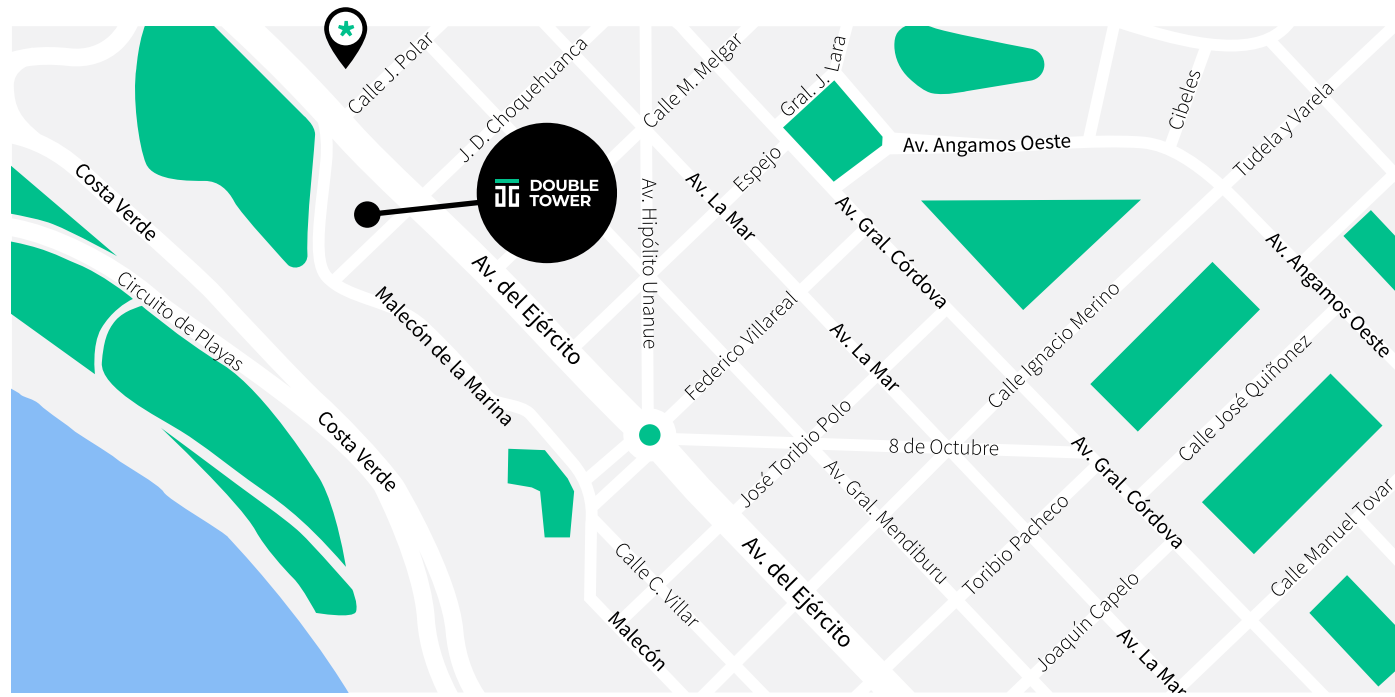 Calle J. Polar
J. D. Choquehuanca
Calle M. Melgar
Gral. J. Lara
Cibeles
Tudela y Varela
Av. Angamos Oeste
Espejo
DOUBLE
TOWER
Costa Verde
Av. La Mar
Av. Hipólito Unanue
Av. Gral. Córdova
Av. Angamos Oeste
Circuito de Playas
Av. del Ejército
Malecón de la Marina
Federico Villareal
Av. La Mar
Calle Ignacio Merino
Calle José Quiñonez
Costa Verde
José Toribio Polo
8 de Octubre
Av. Gral. Córdova
Av. Gral. Mendiburu
Toribio Pacheco
Calle Manuel Tovar
Calle C. Villar
Av. del Ejército
Joaquín Capelo
Malecón
Av. La Mar